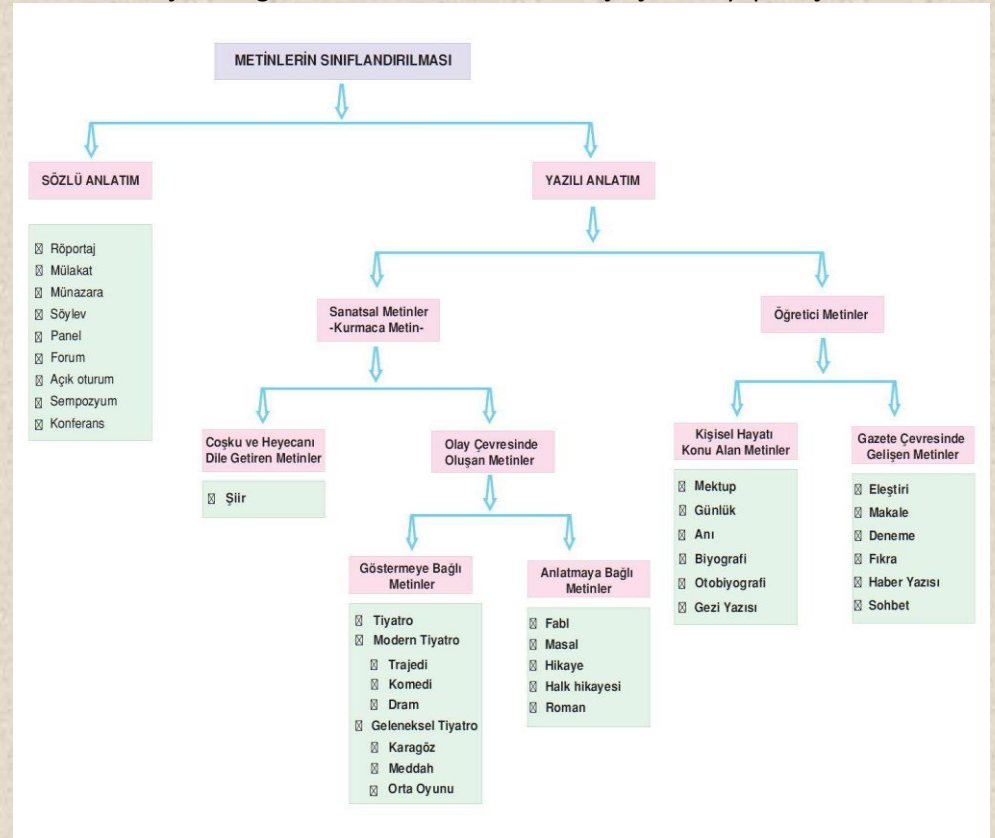 METİNLERİN SINIFLANDIRILMASI
SÖZLÜ ANLATIM
Röportaj
Mülakat
Münazara
Söylev
Panel
Forum
Açık oturum
Sempozyum
Konferans
YAZILI ANLATIM
Sanatsal Metinler
-Kurmaca Metin-
Coşku ve Heyecanı
Dile Getiren Metinler
Şiir
Olay Çevresinde
Oluşan Metinler
Göstermeye Bağlı
Metinler
Tiyatro
Modern Tiyatro
Trajedi
Komedi
Dram
Geleneksel Tiyatro
Karagöz
Meddah
Orta Oyunu
Anlatmaya Bağlı
Metinler
Fabl
Masal
Hikaye
Halk hikayesi
Roman
Öğretici Metinler
Kişisel Hayatı
Konu Alan Metinler
Mektup
Günlük
Anı
Biyografi
Otobiyografi
Gezi Yazısı
Gazete Çevresinde
Gelişen Metinler
Eleştiri
Makale
Deneme
Fıkra
Haber Yazısı
Sohbet